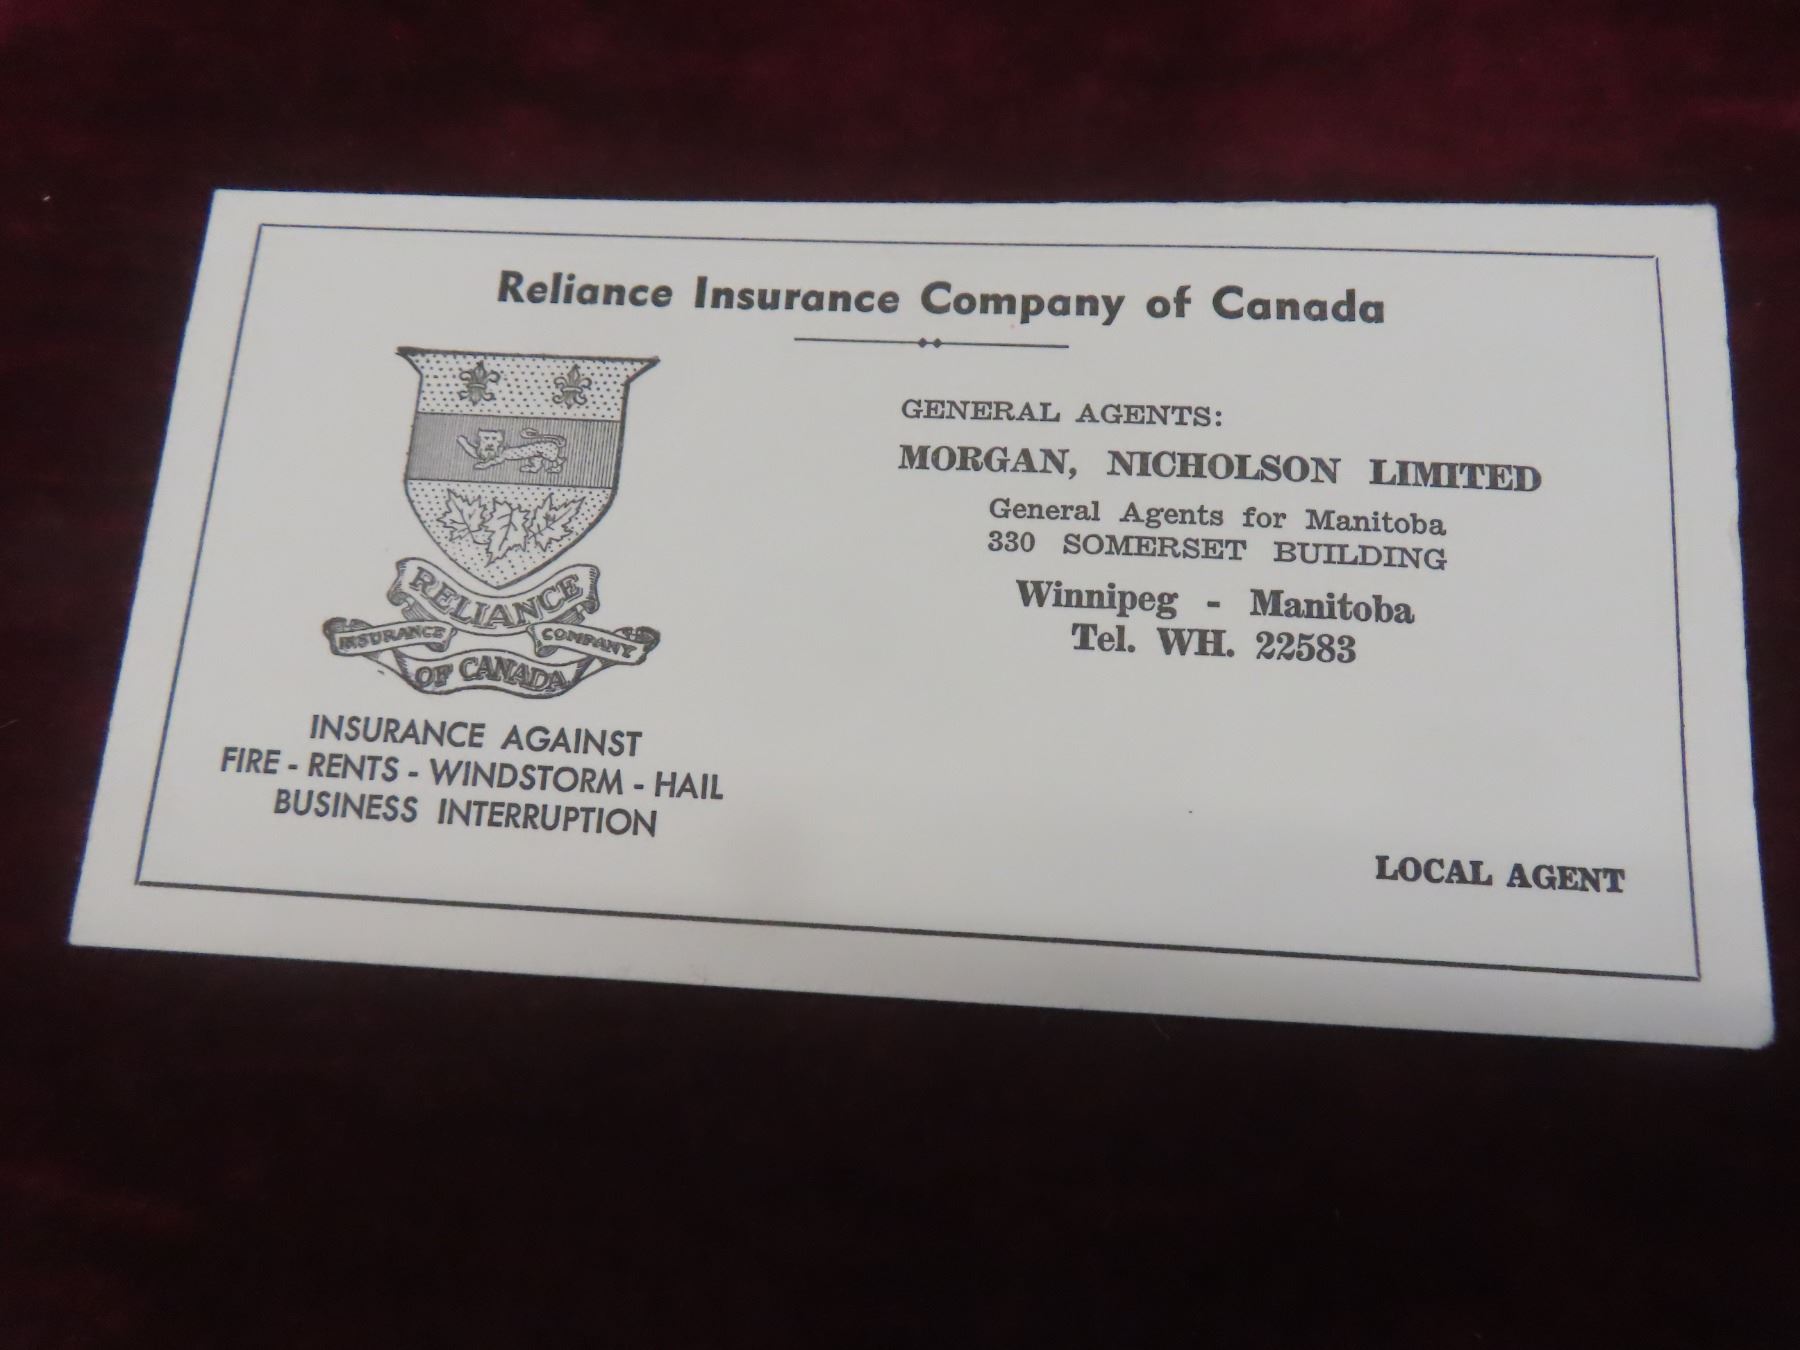 Reliance Insurance Company of Canada
RELIANCE
INSURANCE COMPANY
OF CANADA
INSURANCE AGAINST
FIRE - RENTS - WINDSTORM - HAIL
BUSINESS INTERRUPTION
GENERAL AGENTS:
MORGAN, NICHOLSON LIMITED
General Agents for Manitoba
330 SOMERSET BUILDING
Winnipeg - Manitoba
Tel. WH. 22583
LOCAL AGENT